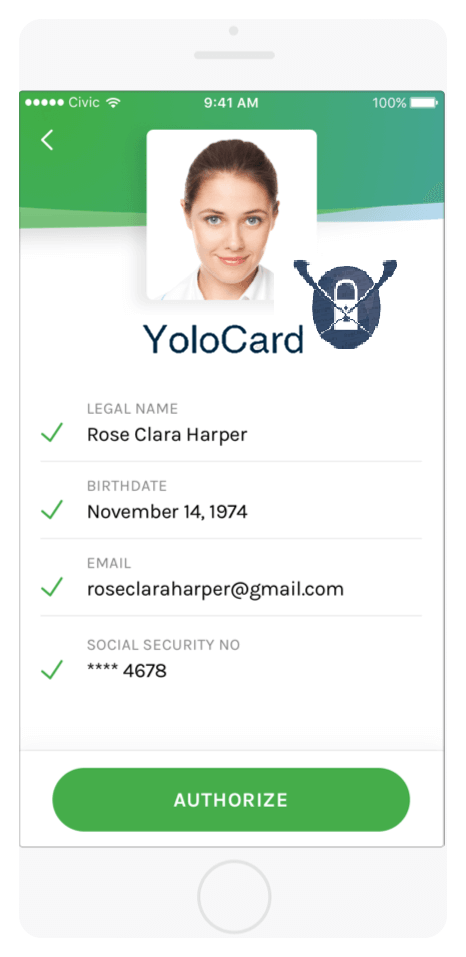 Civic 9:41 AM 100%
YoloCard
LEGAL NAME
Rose Clara Harper
BIRTHDATE
November 14, 1974
EMAIL
roseclaraharper@gmail.com
SOCIAL SECURITY NO
**** 4678
AUTHORIZE